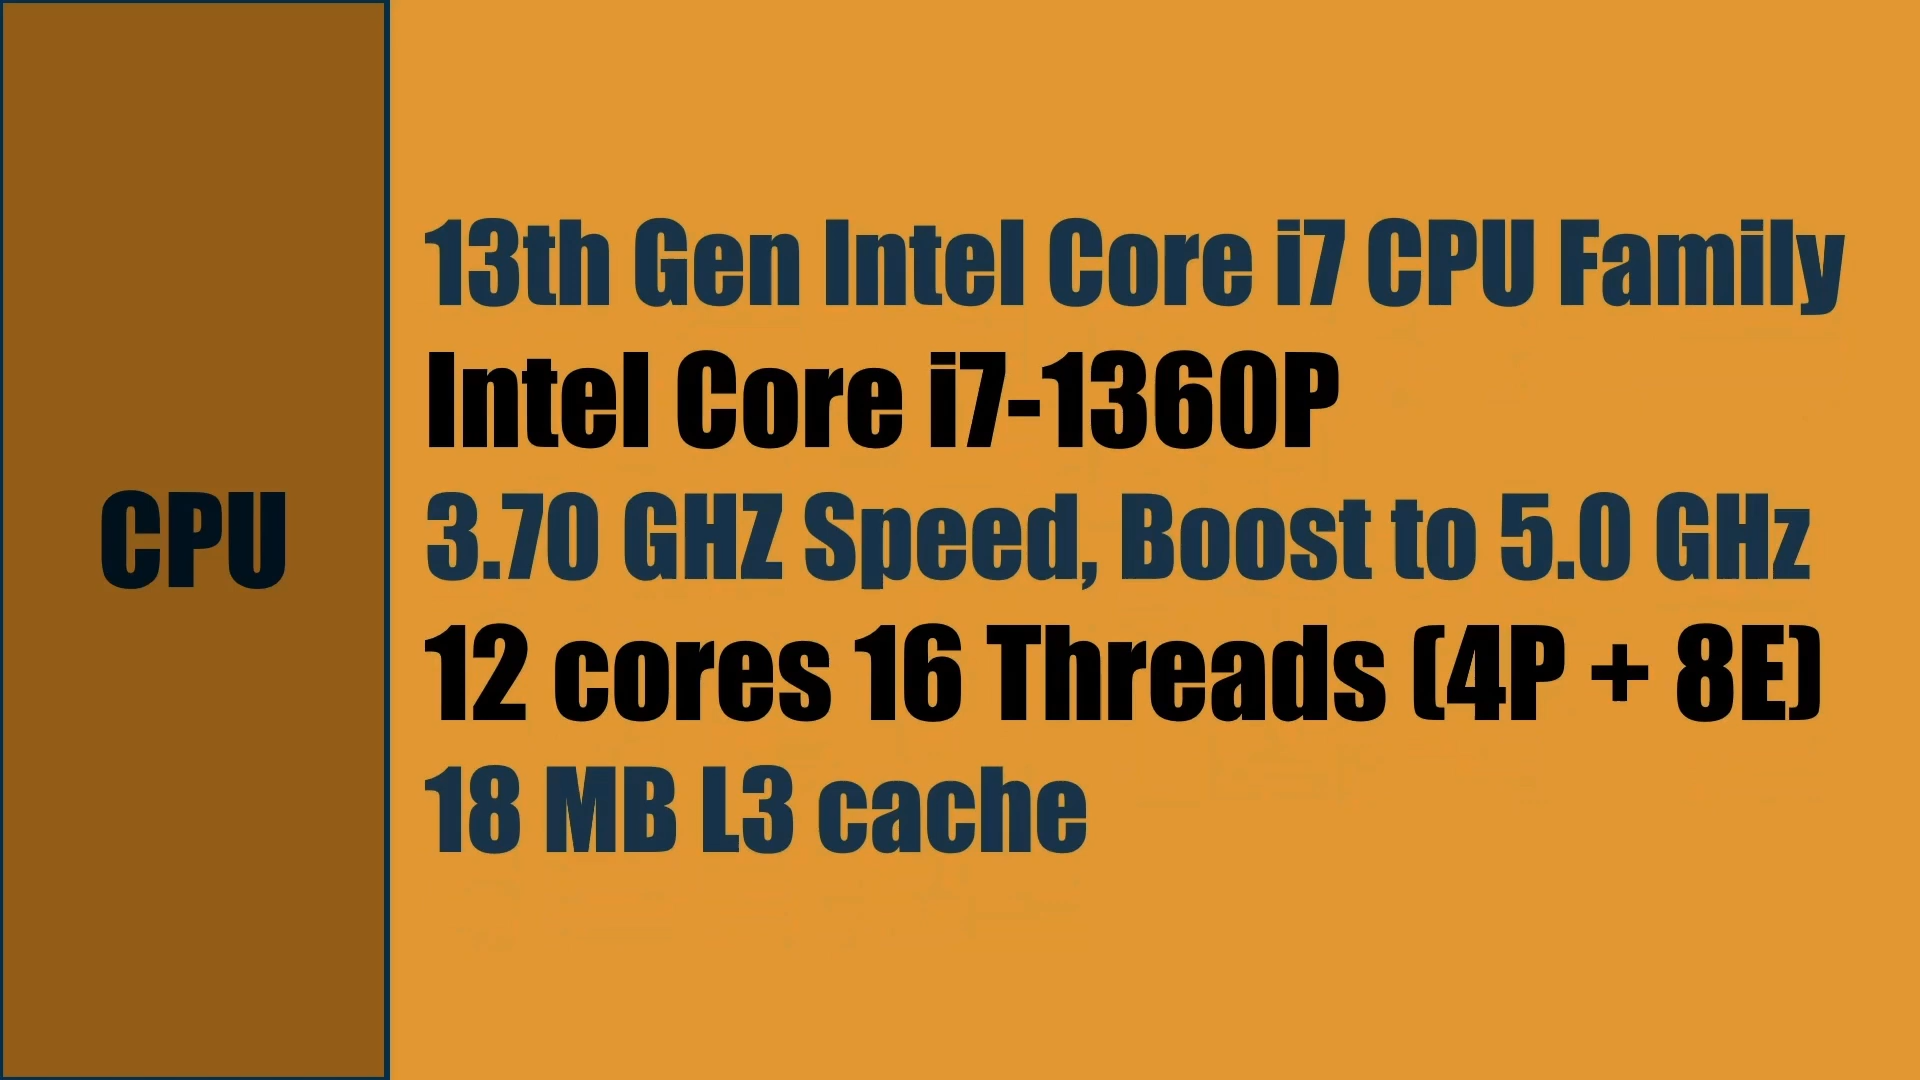 CPU
13th Gen Intel Core i7 CPU Family
Intel Core i7-1360P
3.70 GHZ Speed, Boost to 5.0 GHz
12 cores 16 Threads (4P + 8E)
18 MB L3 cache